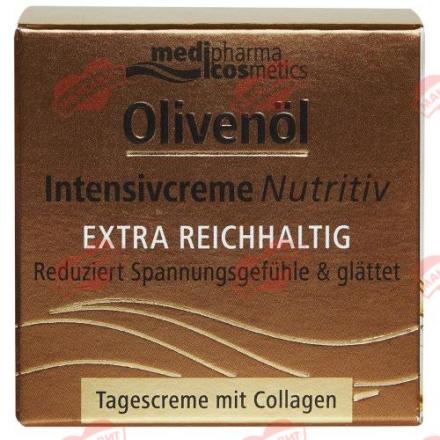 medipharma
cosmetics
Olivenöl
Intensivcreme Nutritiv
EXTRA REICHHALTIG
Reduziert Spannungsgefühle & glättet
Tagescreme mit Collagen